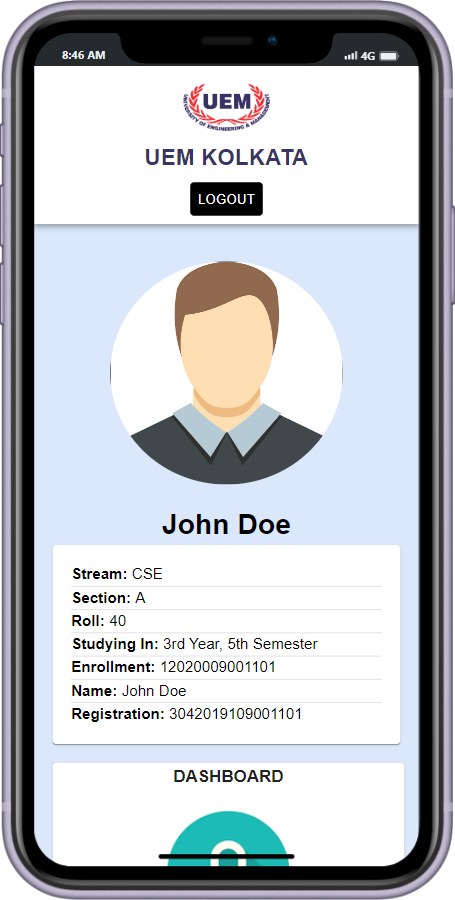 8:46 AM
4G
UEM
UNIVERSITY OF ENGINEERING & MANAGEMENT
UEM KOLKATA
LOGOUT
John Doe
Stream: CSE
Section: A
Roll: 40
Studying In: 3rd Year, 5th Semester
Enrollment: 12020009001101
Name: John Doe
Registration: 3042019109001101
DASHBOARD